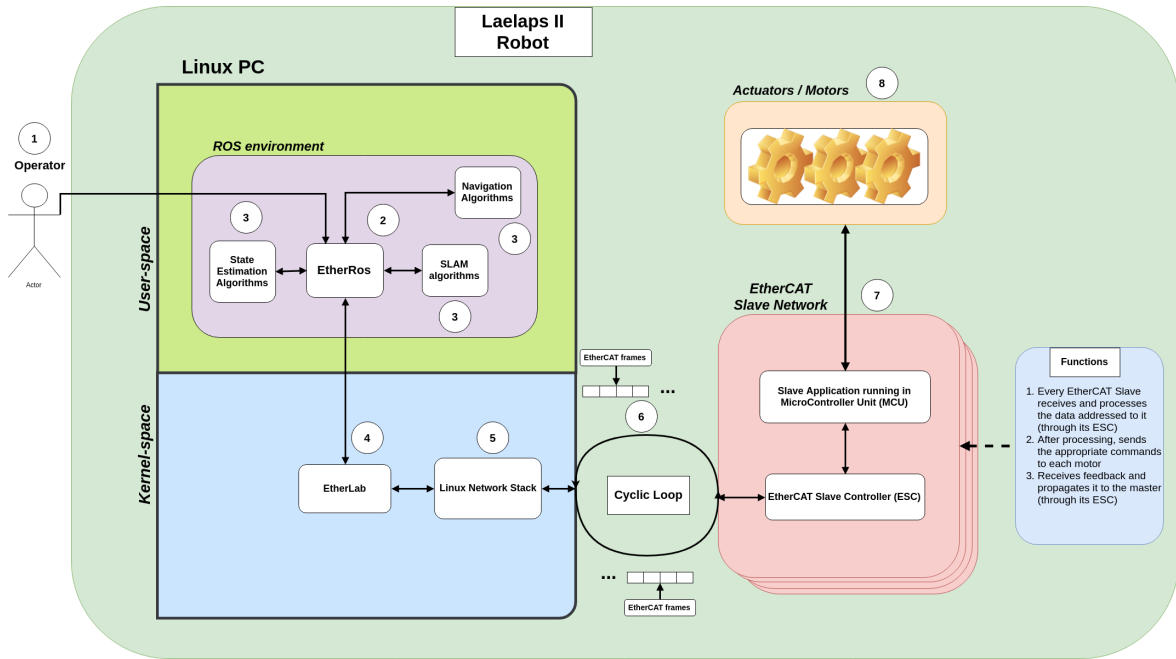 Laelaps II
Robot
Linux PC
1
Operator
Actor
User-space
Kernel-space
ROS environment
Navigation
Algorithms
3
2
3
State
Estimation
Algorithms
EtherRos
SLAM
algorithms
3
4
EtherLab
5
Linux Network Stack
EtherCAT frames
...
6
Cyclic Loop
...
EtherCAT frames
Actuators / Motors
8
7
EtherCAT
Slave Network
Slave Application running in
MicroController Unit (MCU)
EtherCAT Slave Controller (ESC)
Functions
1. Every EtherCAT Slave
receives and processes
the data addressed to it
(through its ESC)
2. After processing, sends
the appropriate commands
to each motor
3. Receives feedback and
propagates it to the master
(through its ESC)